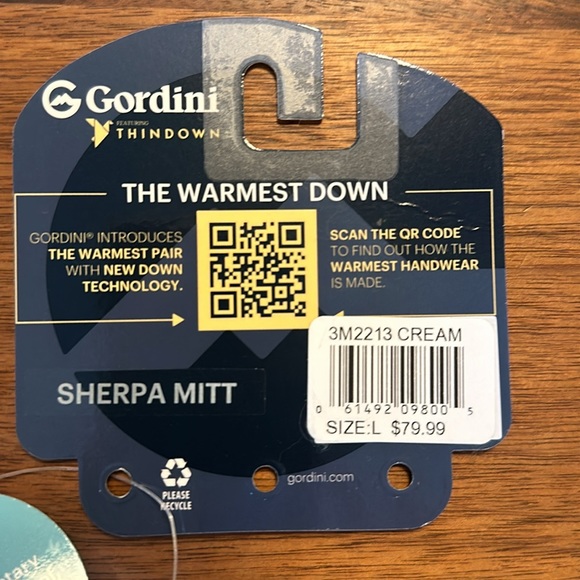 Gordini
FEATURING
THINDOWN
THE WARMEST DOWN
GORDINI® INTRODUCES
THE WARMEST PAIR
WITH NEW DOWN
TECHNOLOGY.
SCAN THE QR CODE
TO FIND OUT HOW THE
WARMEST HANDWEAR
IS MADE.
3M2213 CREAM
0 61492 09800 5
SIZE:L $79.99
SHERPA MITT
PLEASE
RECYCLE
gordini.com